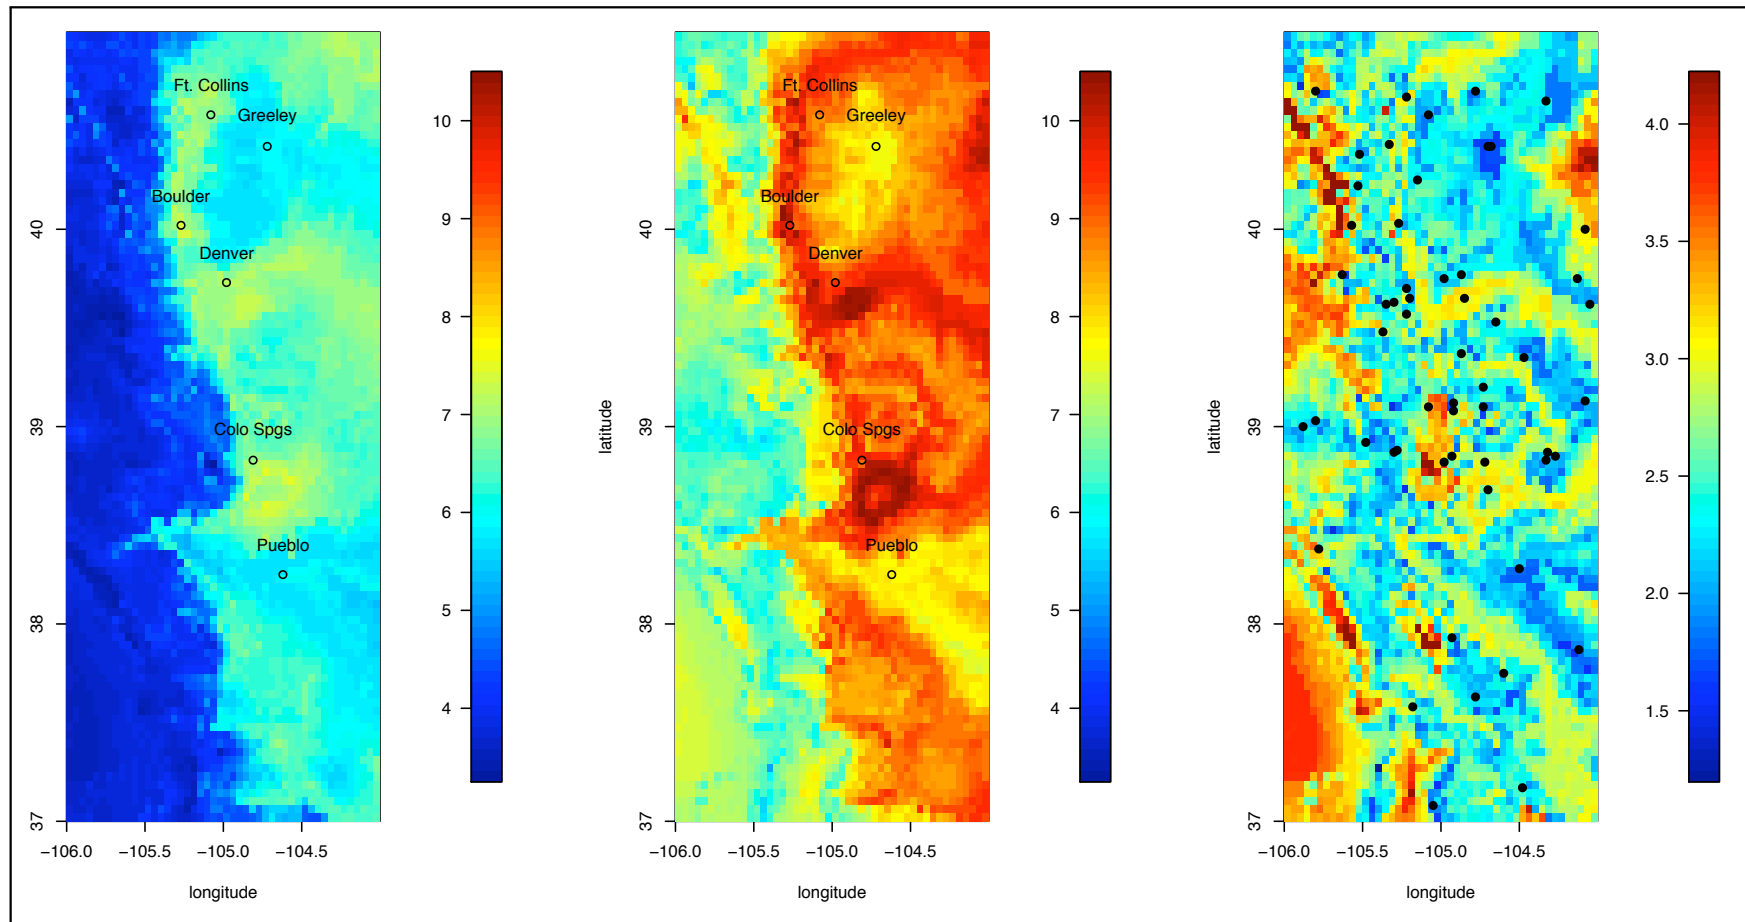 Ft. Collins
Greeley
Boulder
Denver
Colo Spgs
Pueblo
40
39
38
37
−106.0 −105.5 −105.0 −104.5
longitude
10
9
8
7
6
5
4
latitude
Ft. Collins
Greeley
Boulder
Denver
Colo Spgs
Pueblo
40
39
38
37
−106.0 −105.5 −105.0 −104.5
longitude
10
9
8
7
6
5
4
latitude
40
39
38
37
−106.0 −105.5 −105.0 −104.5
longitude
4.0
3.5
3.0
2.5
2.0
1.5